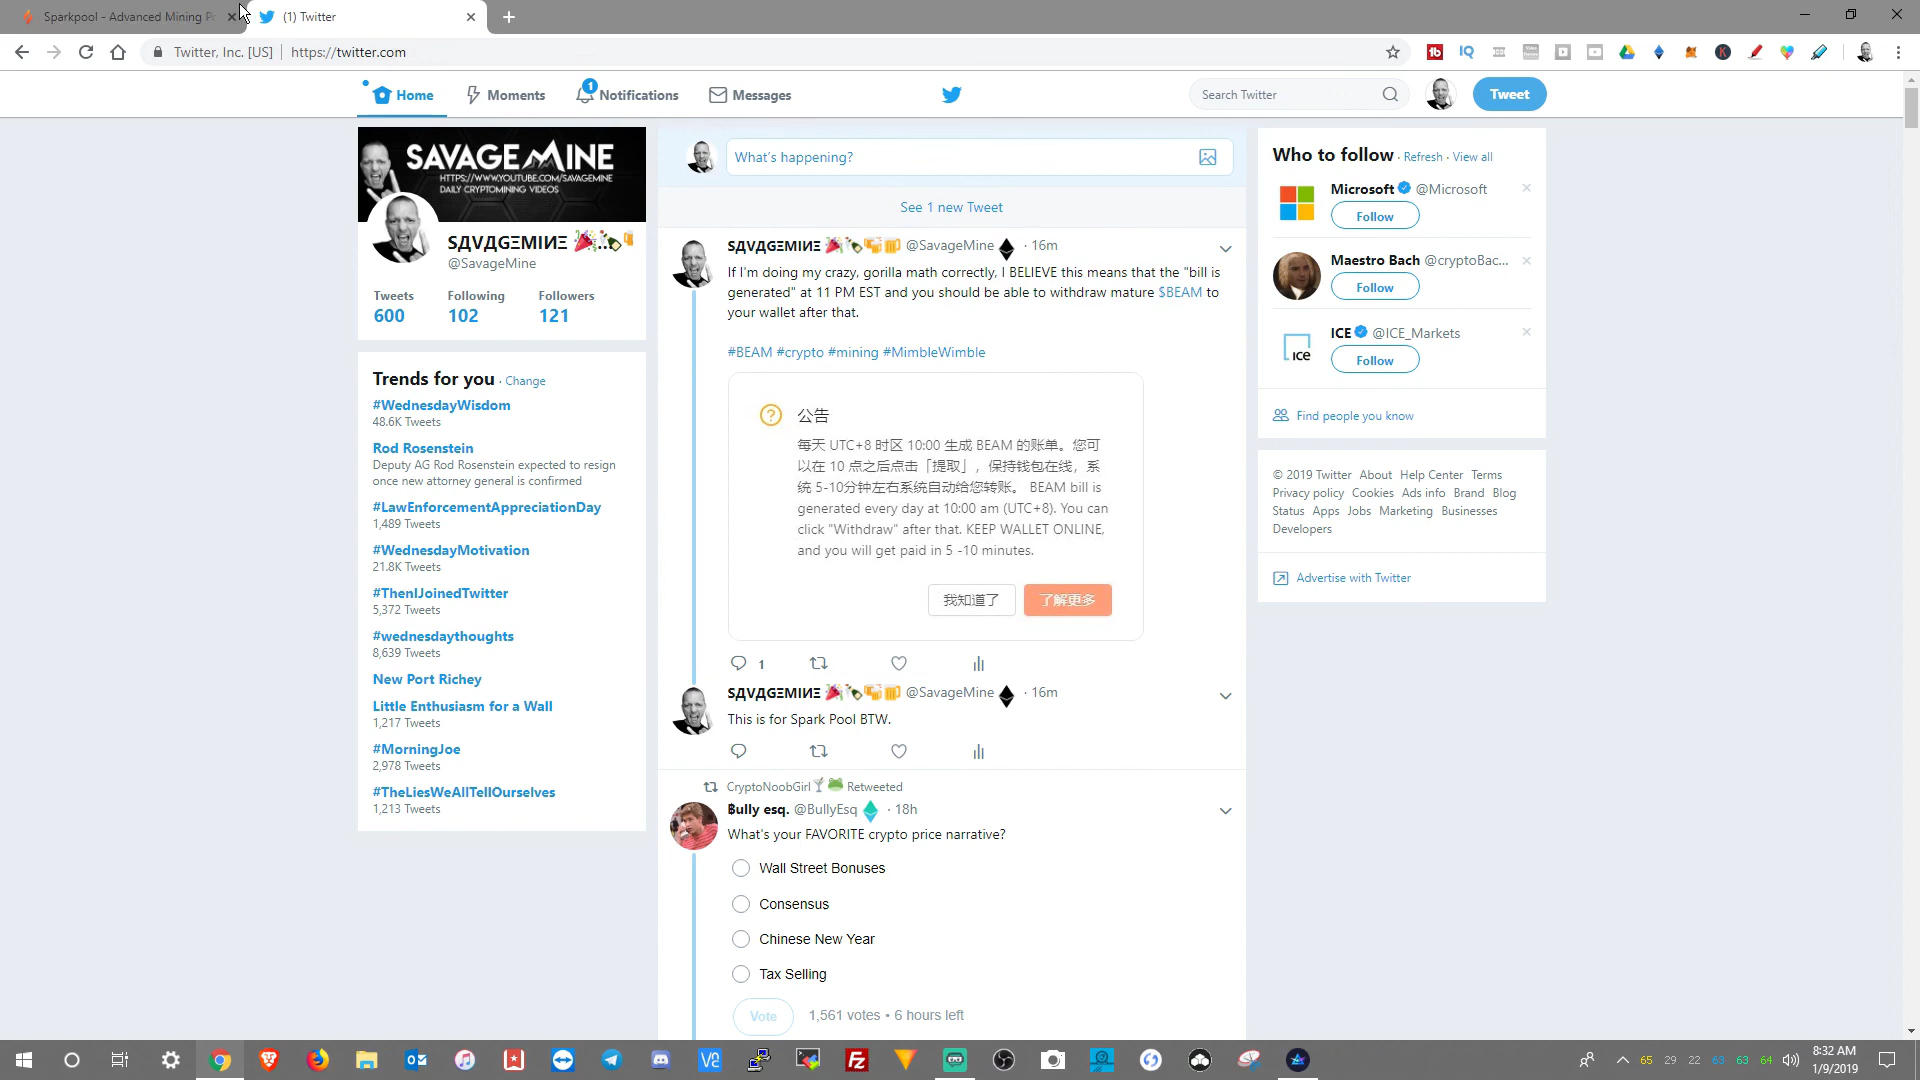 Sparkpool - Advanced Mining Po
(1) Twitter
Twitter, Inc. [US]
https://twitter.com
Home
Moments
1
Notifications
Messages
Search Twitter
Tweet
SAVAGEMINE
HTTPS://WWW.YOUTUBE.COM/SAVAGEMINE
DAILY CRYPTOMINING VIDEOS
SДVДGΞMIИΞ
@SavageMine
Tweets Following Followers
600 102 121
Trends for you · Change
#WednesdayWisdom
48.6K Tweets
Rod Rosenstein
Deputy AG Rod Rosenstein expected to resign
once new attorney general is confirmed
#LawEnforcementAppreciationDay
1,489 Tweets
#WednesdayMotivation
21.8K Tweets
#ThenIJoinedTwitter
5,372 Tweets
#wednesdaythoughts
8,639 Tweets
New Port Richey
Little Enthusiasm for a Wall
1,217 Tweets
#MorningJoe
2,978 Tweets
#TheLiesWeAllTellOurselves
1,213 Tweets
What's happening?
See 1 new Tweet
SДVДGΞMIИΞ @SavageMine · 16m
If I'm doing my crazy, gorilla math correctly, I BELIEVE this means that the "bill is
generated" at 11 PM EST and you should be able to withdraw mature $BEAM to
your wallet after that.
#BEAM #crypto #mining #MimbleWimble
公告
每天 UTC+8 时区 10:00 生成 BEAM 的账单。您可
以在 10 点之后点击「提取」，保持钱包在线，系
统 5-10分钟左右系统自动给您转账。 BEAM bill is
generated every day at 10:00 am (UTC+8). You can
click "Withdraw" after that. KEEP WALLET ONLINE,
and you will get paid in 5 -10 minutes.
我知道了
了解更多
1
SДVДGΞMIИΞ @SavageMine · 16m
This is for Spark Pool BTW.
CryptoNoobGirl Retweeted
฿ully esq. @BullyEsq · 18h
What's your FAVORITE crypto price narrative?
Wall Street Bonuses
Consensus
Chinese New Year
Tax Selling
Vote
1,561 votes • 6 hours left
Who to follow · Refresh · View all
Microsoft @Microsoft
Follow
Maestro Bach @cryptoBac...
Follow
ICE
ICE @ICE_Markets
Follow
Find people you know
© 2019 Twitter About Help Center Terms
Privacy policy Cookies Ads info Brand Blog
Status Apps Jobs Marketing Businesses
Developers
Advertise with Twitter
65 29 22 63 63 64
8:32 AM
1/9/2019